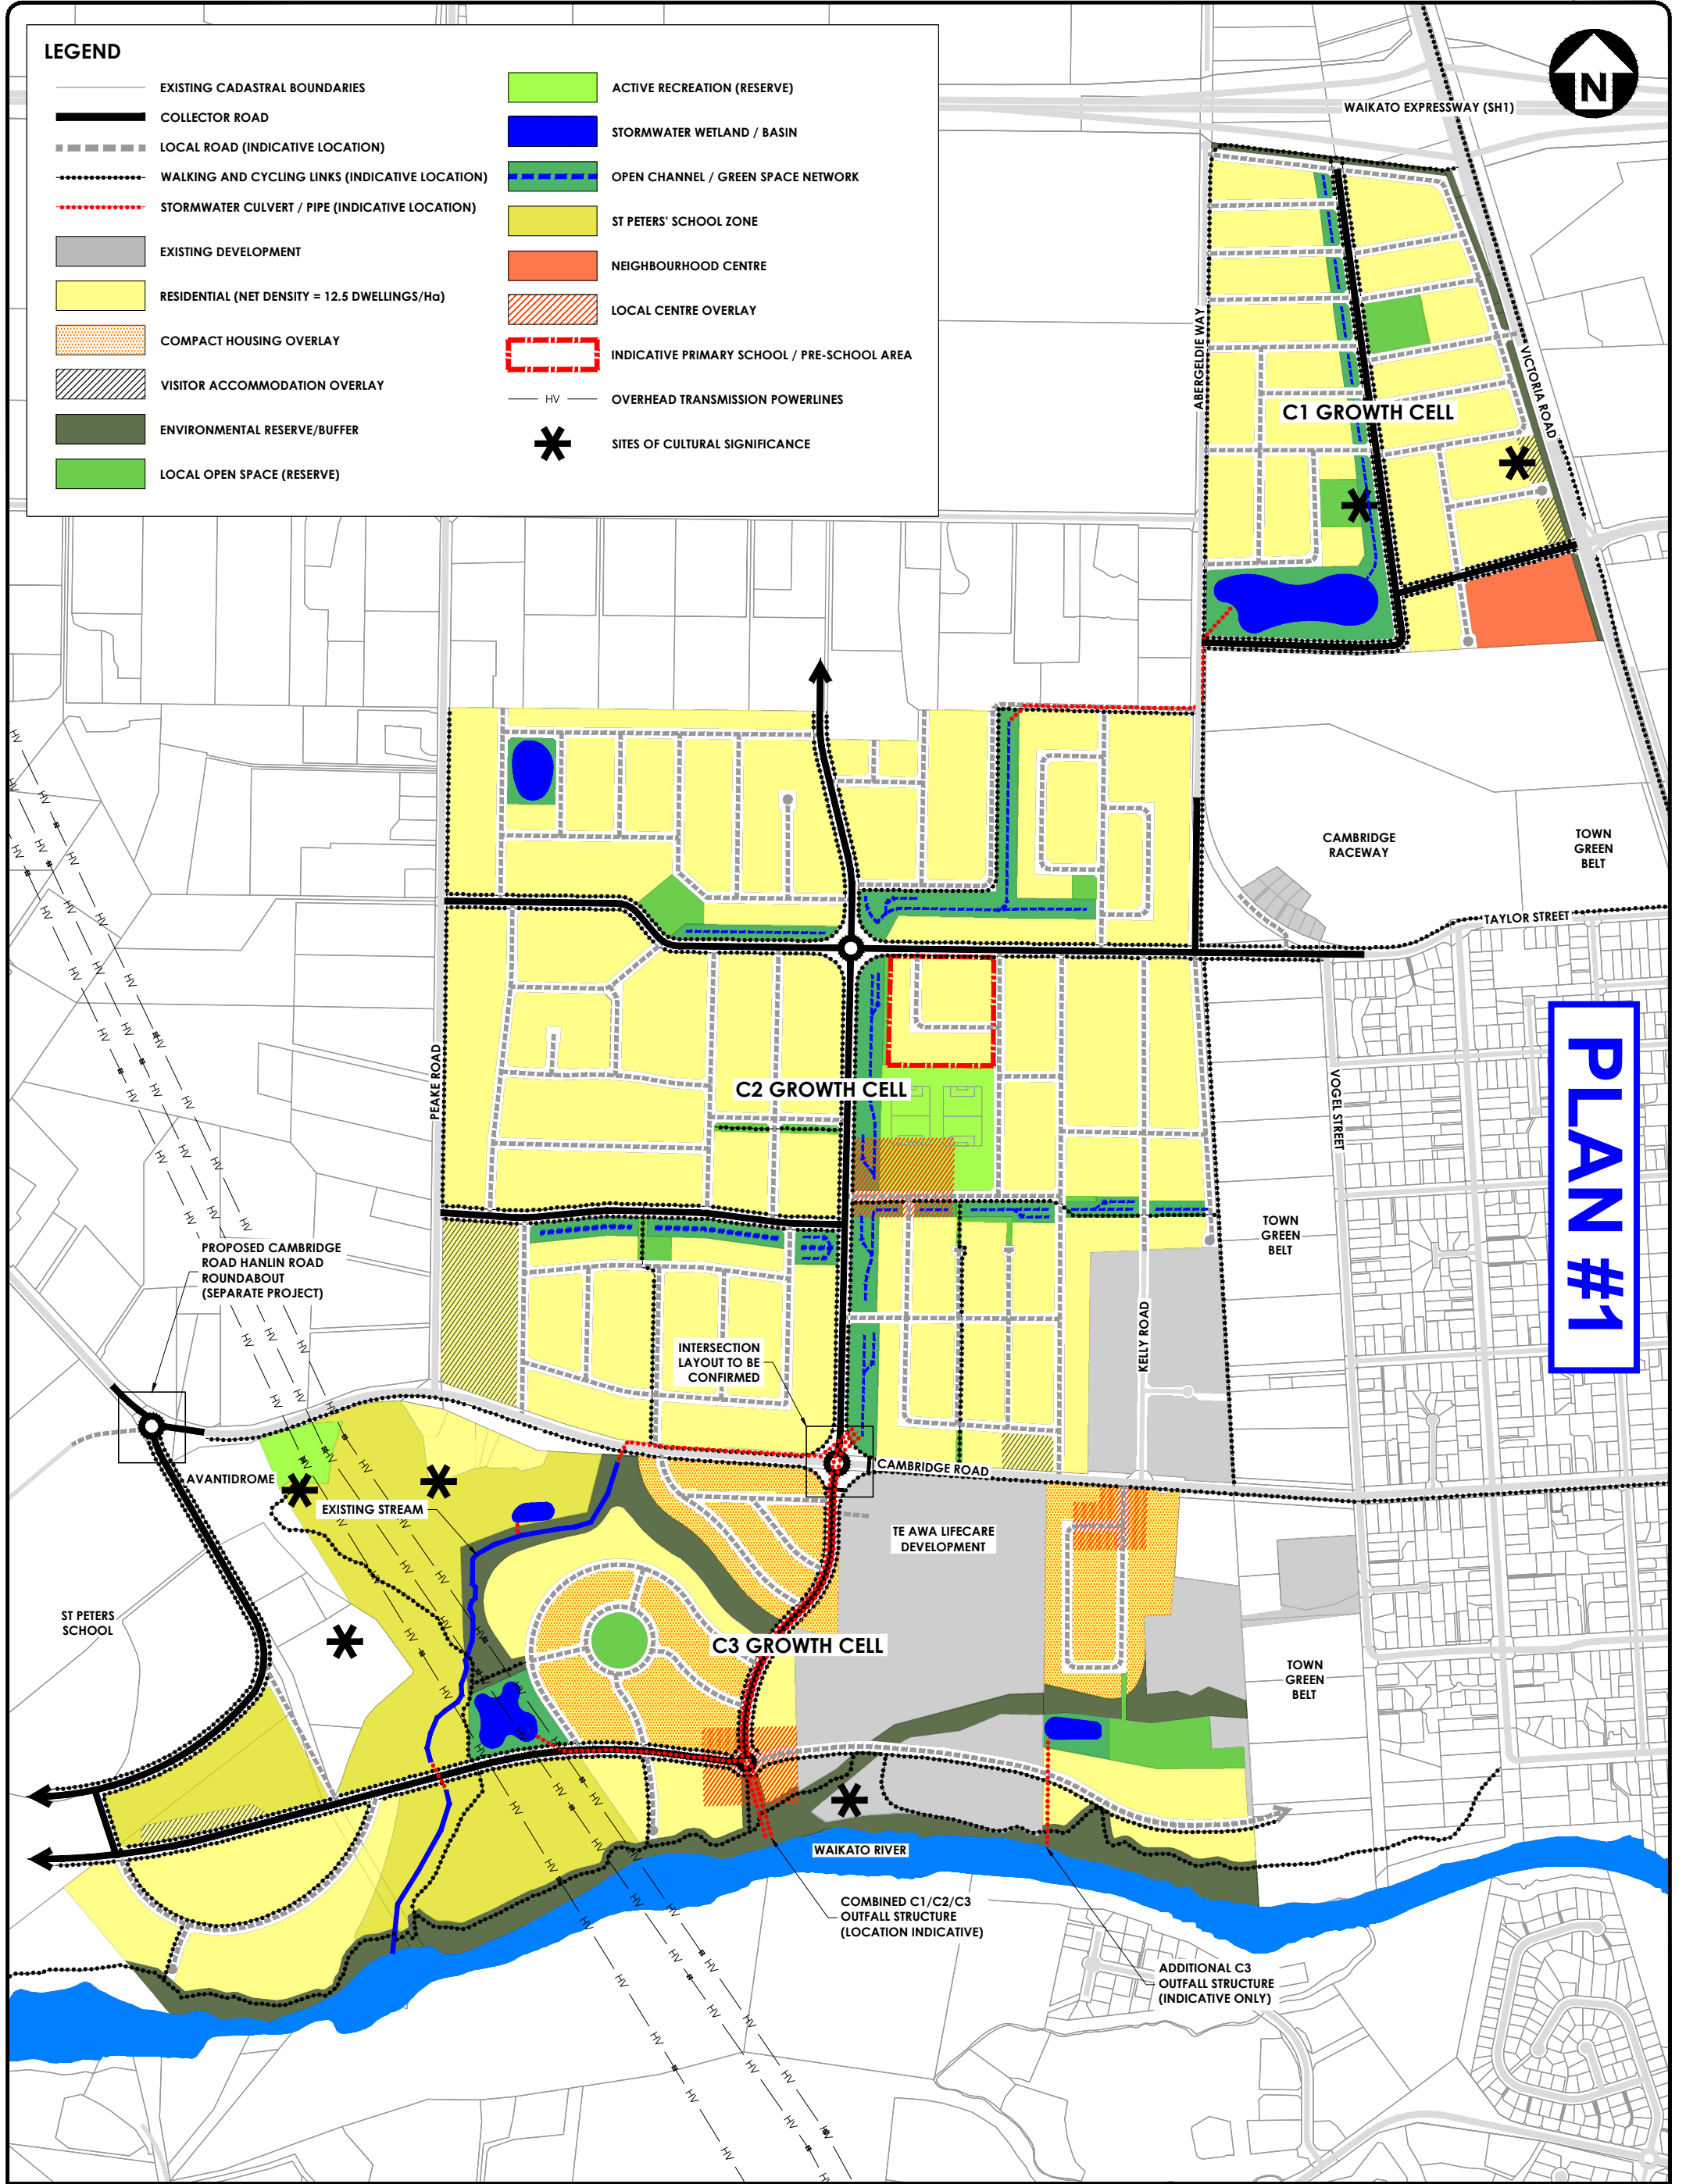 LEGEND
EXISTING CADASTRAL BOUNDARIES
COLLECTOR ROAD
LOCAL ROAD (INDICATIVE LOCATION)
WALKING AND CYCLING LINKS (INDICATIVE LOCATION)
STORMWATER CULVERT / PIPE (INDICATIVE LOCATION)
EXISTING DEVELOPMENT
RESIDENTIAL (NET DENSITY = 12.5 DWELLINGS/Ha)
COMPACT HOUSING OVERLAY
VISITOR ACCOMMODATION OVERLAY
ENVIRONMENTAL RESERVE/BUFFER
LOCAL OPEN SPACE (RESERVE)
ACTIVE RECREATION (RESERVE)
STORMWATER WETLAND / BASIN
OPEN CHANNEL / GREEN SPACE NETWORK
ST PETERS' SCHOOL ZONE
NEIGHBOURHOOD CENTRE
LOCAL CENTRE OVERLAY
INDICATIVE PRIMARY SCHOOL / PRE-SCHOOL AREA
HV
OVERHEAD TRANSMISSION POWERLINES
SITES OF CULTURAL SIGNIFICANCE
N
WAIKATO EXPRESSWAY (SH1)
ABERGELDIE WAY
VICTORIA ROAD
C1 GROWTH CELL
CAMBRIDGE
RACEWAY
TOWN
GREEN
BELT
TAYLOR STREET
PLAN #1
PEAKE ROAD
C2 GROWTH CELL
VOGEL STREET
TOWN
GREEN
BELT
KELLY ROAD
PROPOSED CAMBRIDGE
ROAD HANLIN ROAD
ROUNDABOUT
(SEPARATE PROJECT)
INTERSECTION
LAYOUT TO BE
CONFIRMED
CAMBRIDGE ROAD
AVANTIDROME
EXISTING STREAM
TE AWA LIFECARE
DEVELOPMENT
ST PETERS
SCHOOL
C3 GROWTH CELL
TOWN
GREEN
BELT
WAIKATO RIVER
COMBINED C1/C2/C3
OUTFALL STRUCTURE
(LOCATION INDICATIVE)
ADDITIONAL C3
OUTFALL STRUCTURE
(INDICATIVE ONLY)